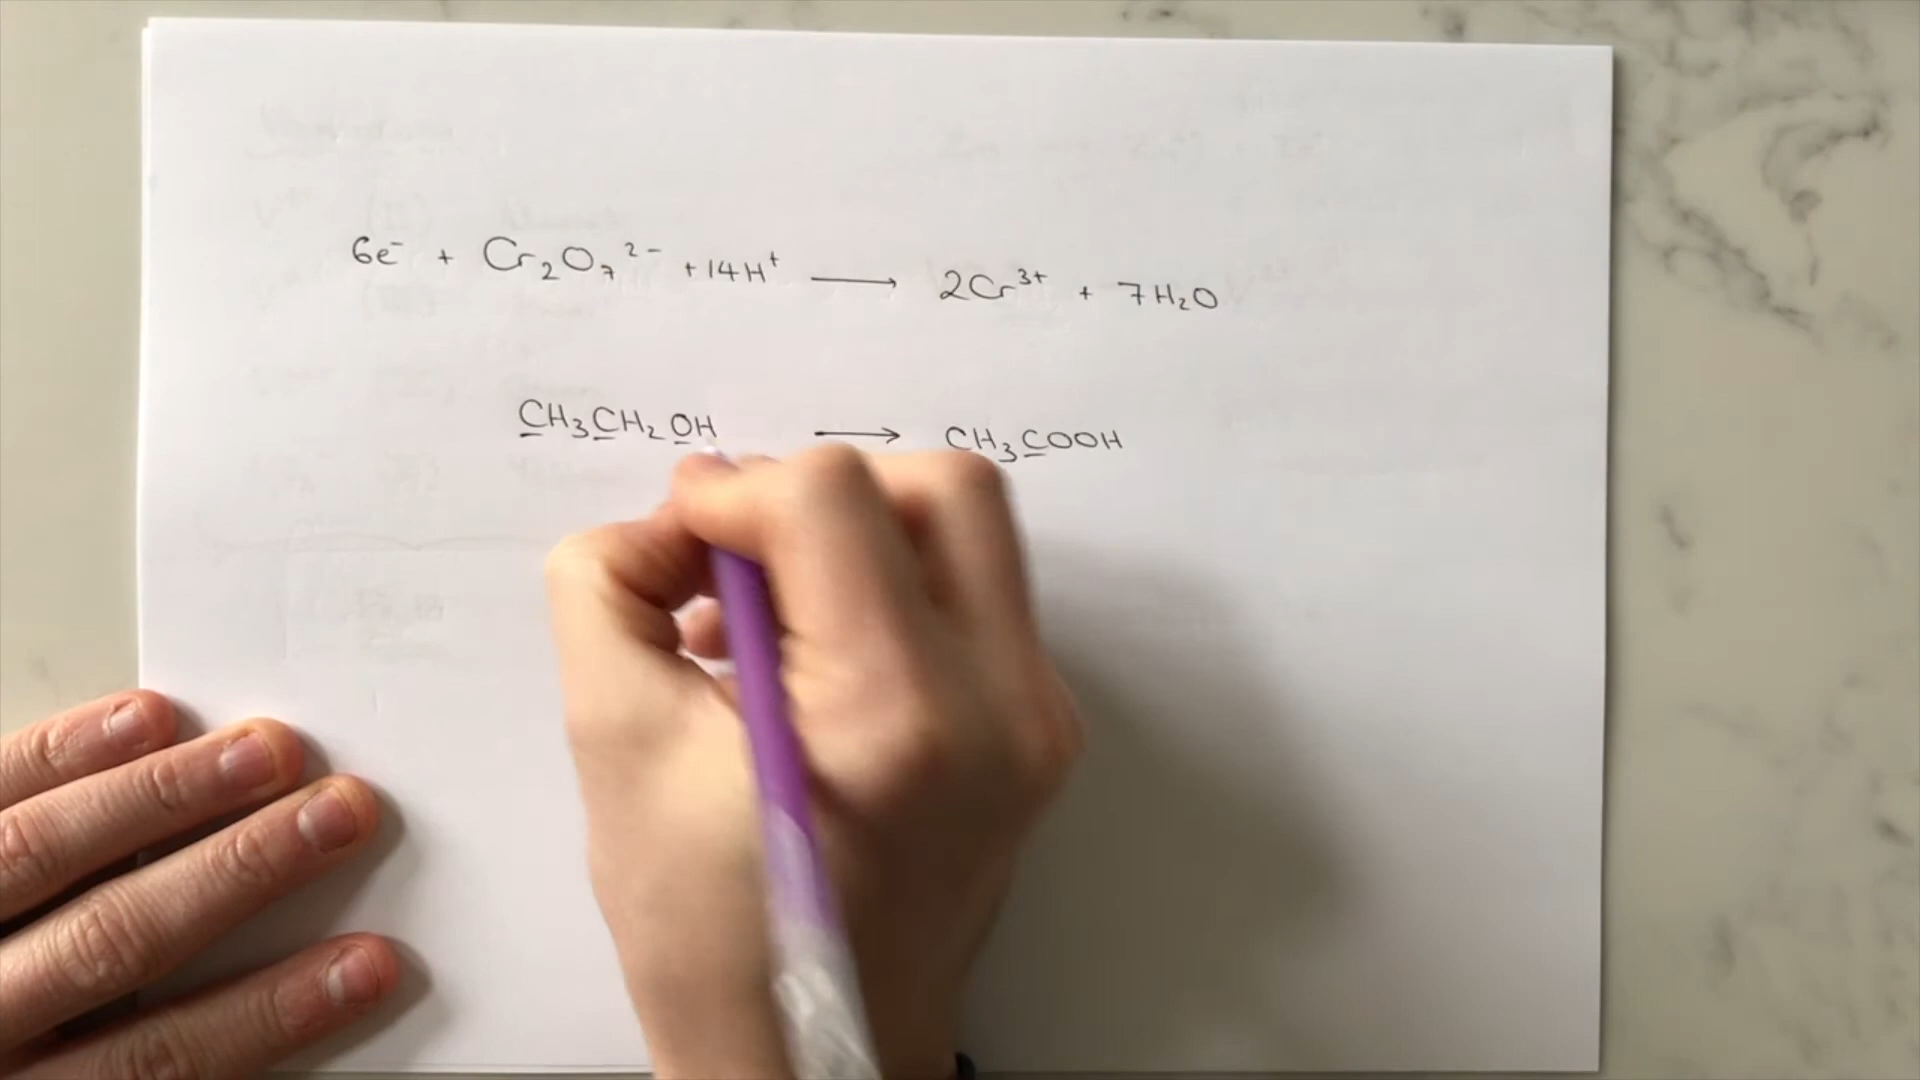 6e⁻ + Cr₂O₇²⁻ + 14H⁺ ⟶ 2Cr³⁺ + 7H₂O
CH₃CH₂OH ⟶ CH₃COOH